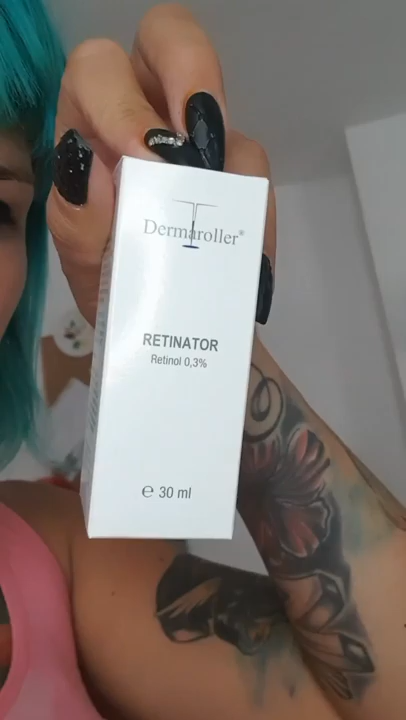 Dermaroller®
RETINATOR
Retinol 0,3%
℮ 30 ml